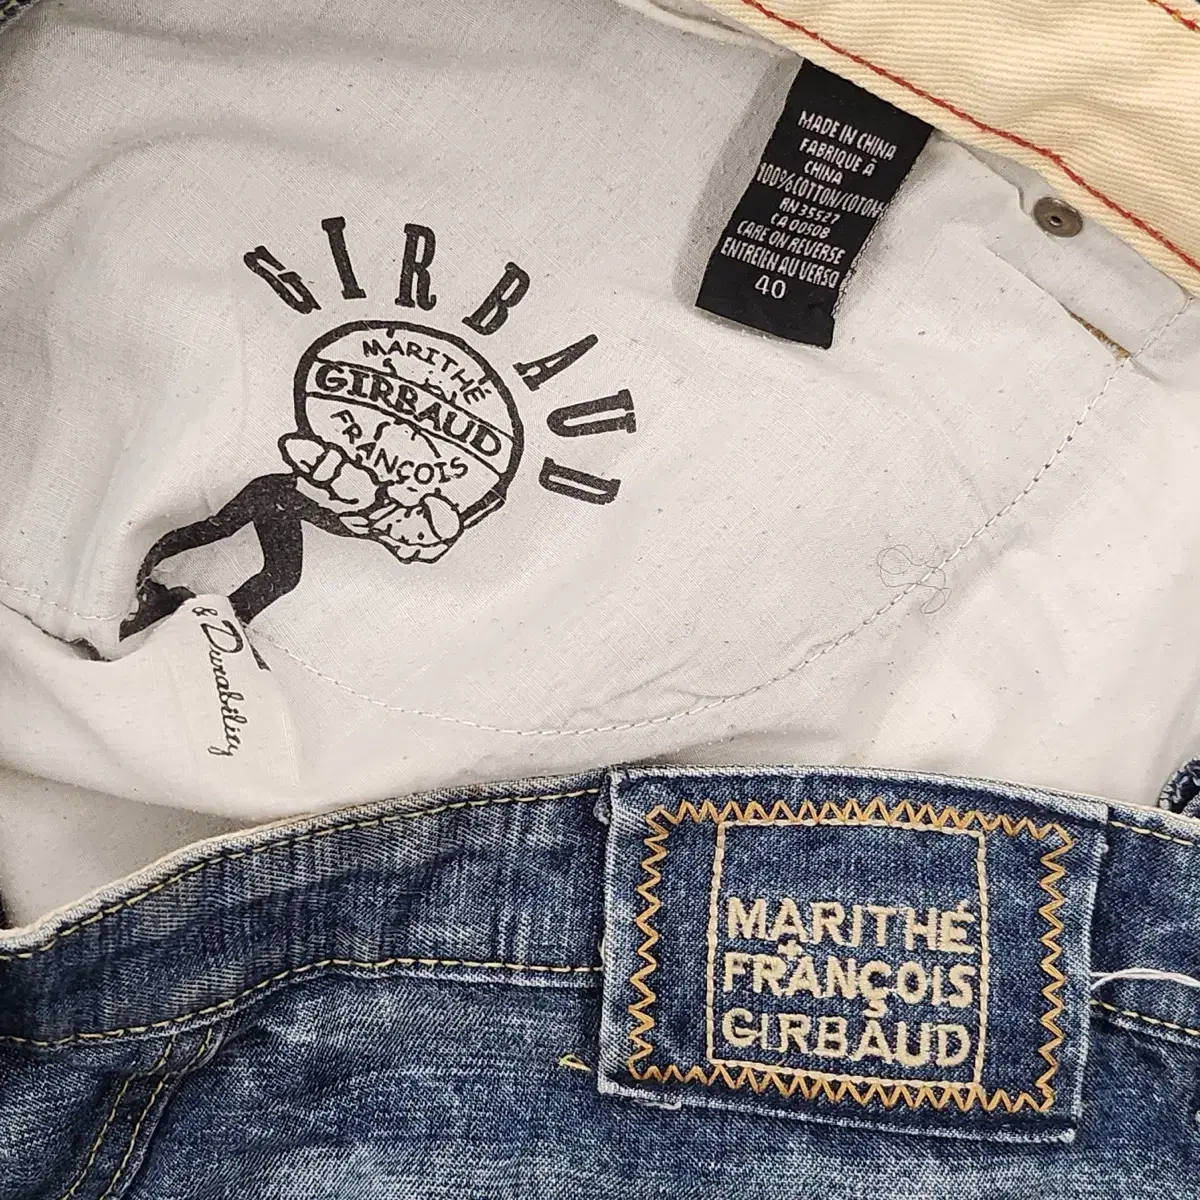 GIRBAUD
MARITHÉ
GIRBAUD
FRANÇOIS
& Durability
MADE IN CHINA
FABRIQUE À
CHINA
100% COTTON/COTON
RN 35527
CA 00508
CARE ON REVERSE
ENTRETIEN AU VERSO
40
MARITHÉ
+
FRANÇOIS
GIRBAUD